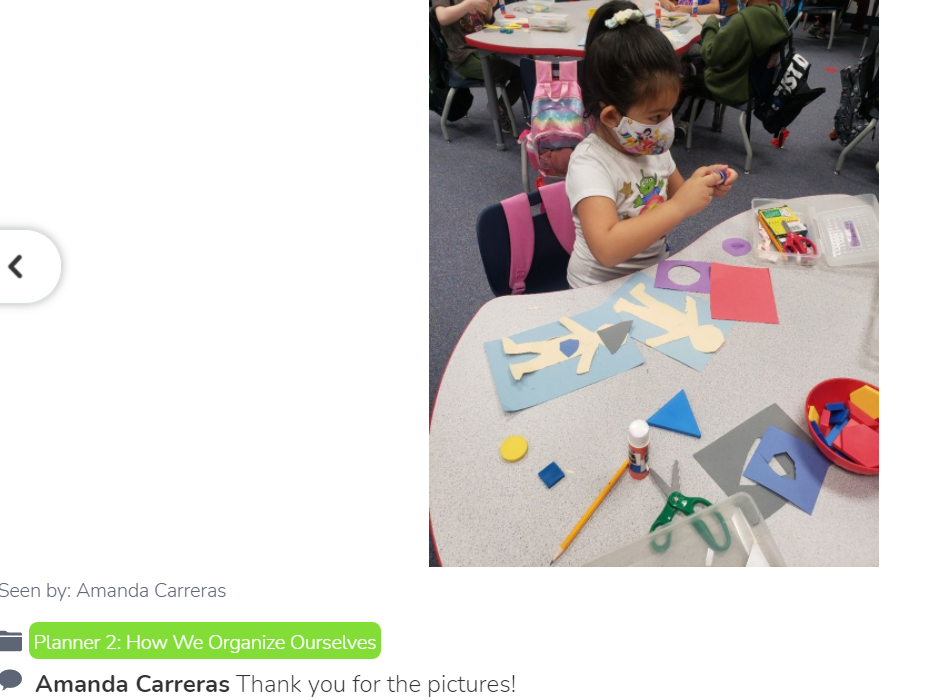 Seen by: Amanda Carreras
Planner 2: How We Organize Ourselves
Amanda Carreras Thank you for the pictures!